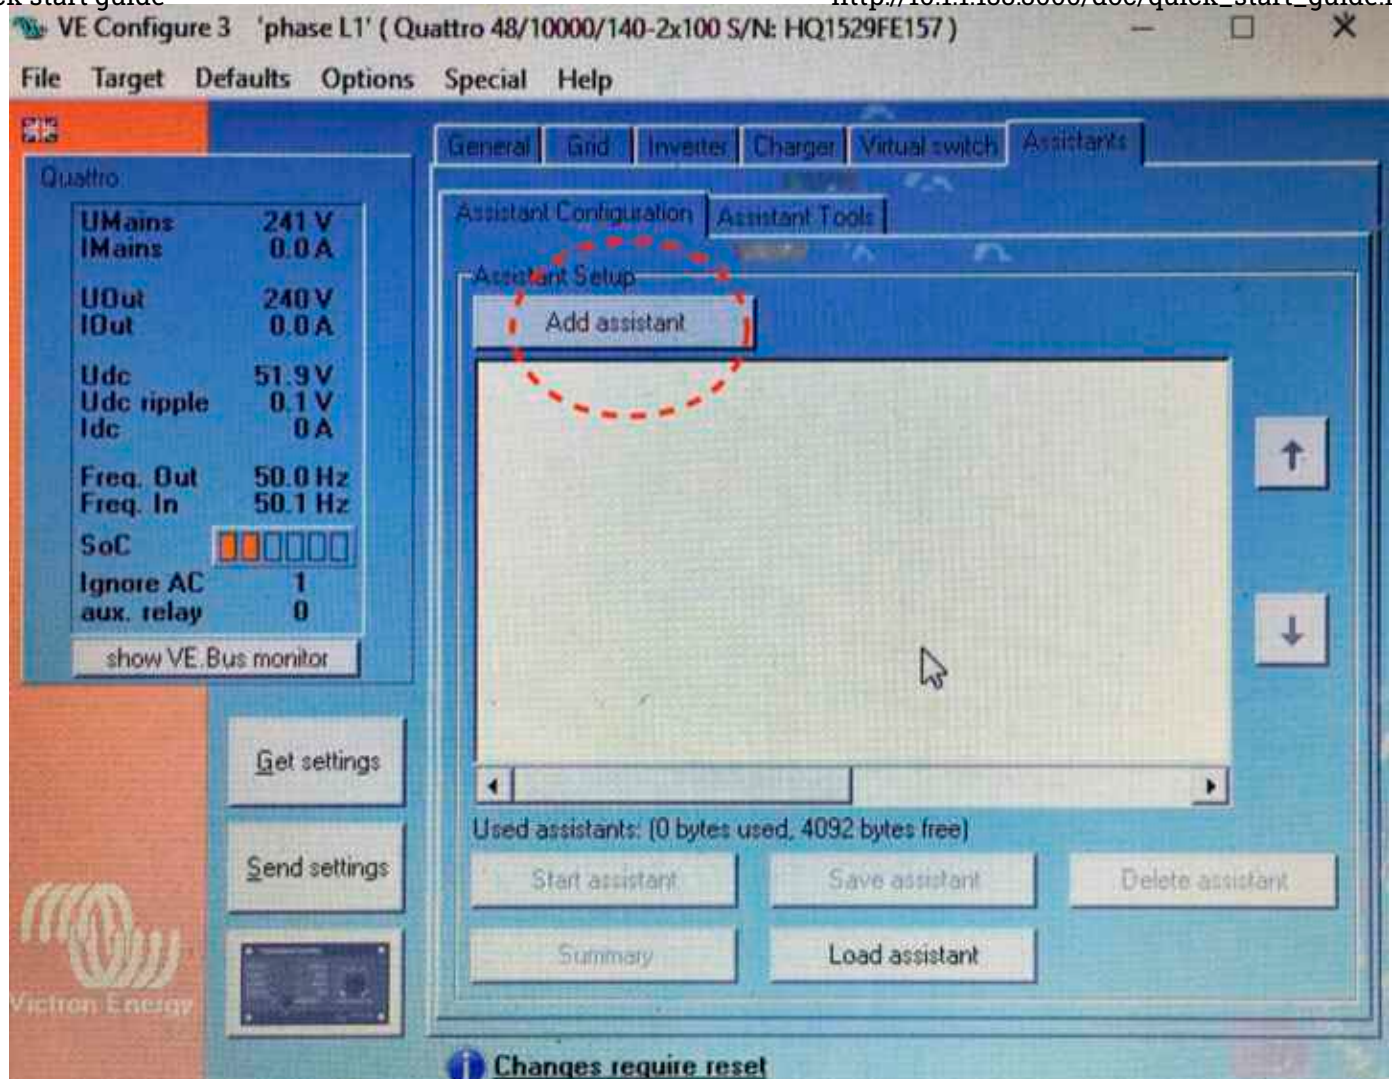 VE Configure 3 'phase L1' ( Quattro 48/10000/140-2x100 S/N: HQ1529FE157 )
File Target Defaults Options Special Help
General Grid Inverter Charger Virtual switch Assistants
Quattro
Assistant Configuration Assistant Tools
UMains 241 V
IMains 0.0 A
Assistant Setup
UOut 240 V
IOut 0.0 A
Add assistant
Udc 51.9 V
Udc ripple 0.1 V
Idc 0 A
Freq. Out 50.0 Hz
Freq. In 50.1 Hz
SoC
Ignore AC 1
aux. relay 0
show VE.Bus monitor
Get settings
Used assistants: (0 bytes used, 4092 bytes free)
Send settings
Start assistant Save assistant Delete assistant
Summary Load assistant
Victron Energy
Changes require reset